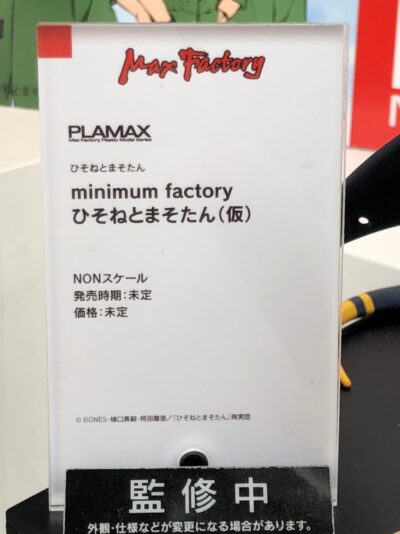 Max Factory
PLAMAX
Max Factory Plastic Model Series
ひそねとまそたん
minimum factory
ひそねとまそたん(仮)
NONスケール
発売時期:未定
価格:未定
© BONES・樋口真嗣・岡田麿里／「ひそねとまそたん」飛実団
監修中
外観・仕様などが変更になる場合があります。